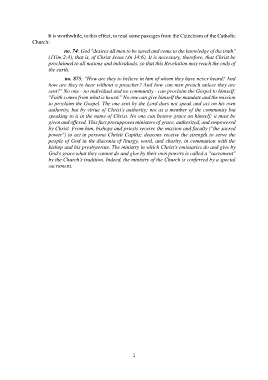 It is worthwhile, to this effect, to read some passages from the Catechism of the Catholic
Church:
no. 74: God "desires all men to be saved and come to the knowledge of the truth"
(1Tim 2:4), that is, of Christ Jesus (Jn 14:6). It is necessary, therefore, that Christ be
proclaimed to all nations and individuals, so that this Revelation may reach the ends of
the earth.
no. 875: "How are they to believe in him of whom they have never heard? And
how are they to hear without a preacher? And how can men preach unless they are
sent?" No one - no individual and no community - can proclaim the Gospel to himself:
"Faith comes from what is heard." No one can give himself the mandate and the mission
to proclaim the Gospel. The one sent by the Lord does not speak and act on his own
authority, but by virtue of Christ's authority; not as a member of the community but
speaking to it in the name of Christ. No one can bestow grace on himself; it must be
given and offered. This fact presupposes ministers of grace, authorized, and empowered
by Christ. From him, bishops and priests receive the mission and faculty ("the sacred
power") to act in persona Christi Capitis; deacons receive the strength to serve the
people of God in the diaconia of liturgy, word, and charity, in communion with the
bishop and his presbyterate. The ministry in which Christ's emissaries do and give by
God's grace what they cannot do and give by their own powers is called a "sacrament"
by the Church's tradition. Indeed, the ministry of the Church is conferred by a special
sacrament.